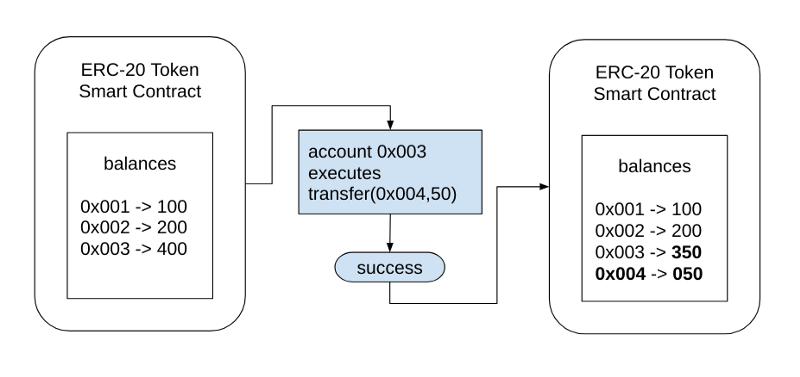 ERC-20 Token
Smart Contract
balances
0x001 -> 100
0x002 -> 200
0x003 -> 400
account 0x003
executes
transfer(0x004,50)
success
ERC-20 Token
Smart Contract
balances
0x001 -> 100
0x002 -> 200
0x003 -> 350
0x004 -> 050